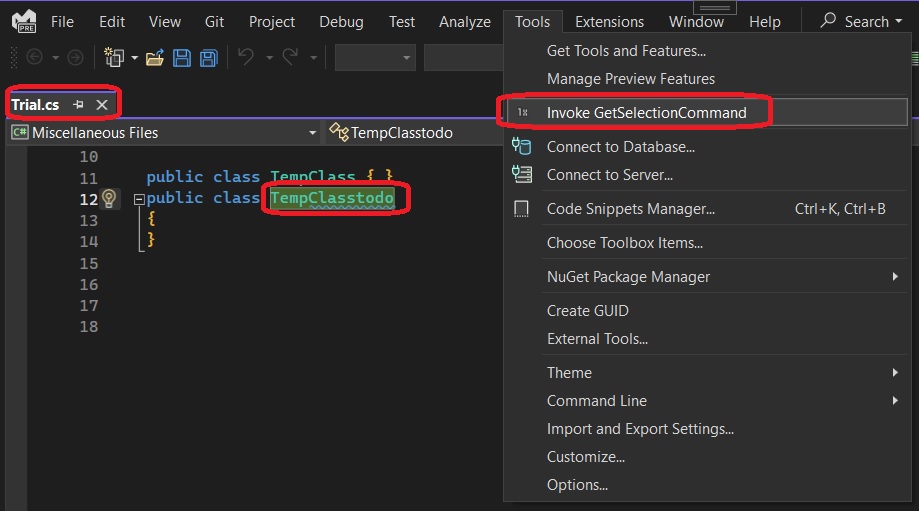 PRE
File Edit View Git Project Debug Test Analyze Tools Extensions Window Help Search
Trial.cs
C# Miscellaneous Files
TempClasstodo
10
11 public class TempClass { }
12 public class TempClasstodo
13 {
14 }
15
16
17
18
Get Tools and Features...
Manage Preview Features
Invoke GetSelectionCommand
Connect to Database...
Connect to Server...
Code Snippets Manager... Ctrl+K, Ctrl+B
Choose Toolbox Items...
NuGet Package Manager
Create GUID
External Tools...
Theme
Command Line
Import and Export Settings...
Customize...
Options...